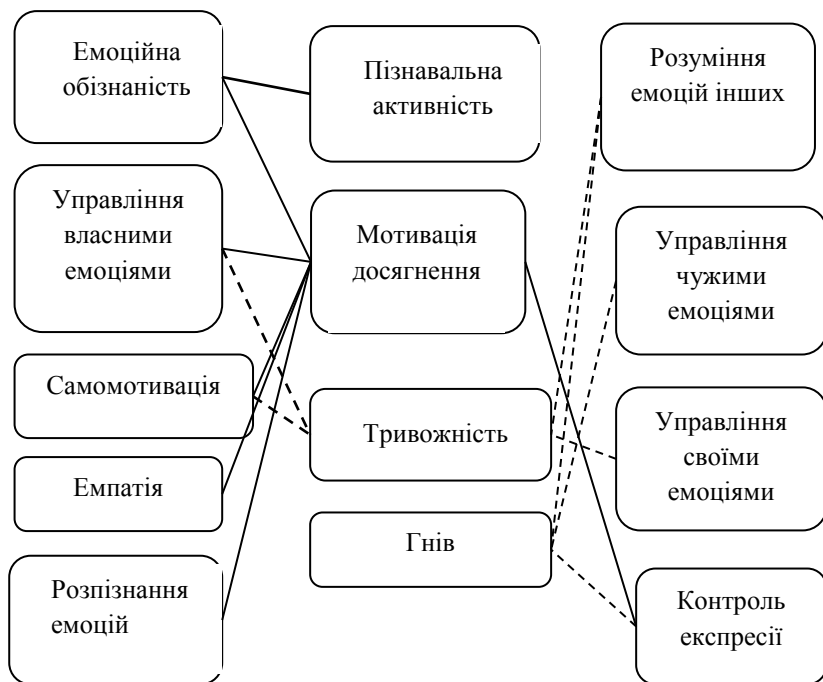 Емоційна
обізнаність
Управління
власними
емоціями
Самомотивація
Емпатія
Розпізнання
емоцій
Пізнавальна
активність
Мотивація
досягнення
Тривожність
Гнів
Розуміння
емоцій інших
Управління
чужими
емоціями
Управління
своїми
емоціями
Контроль
експресії